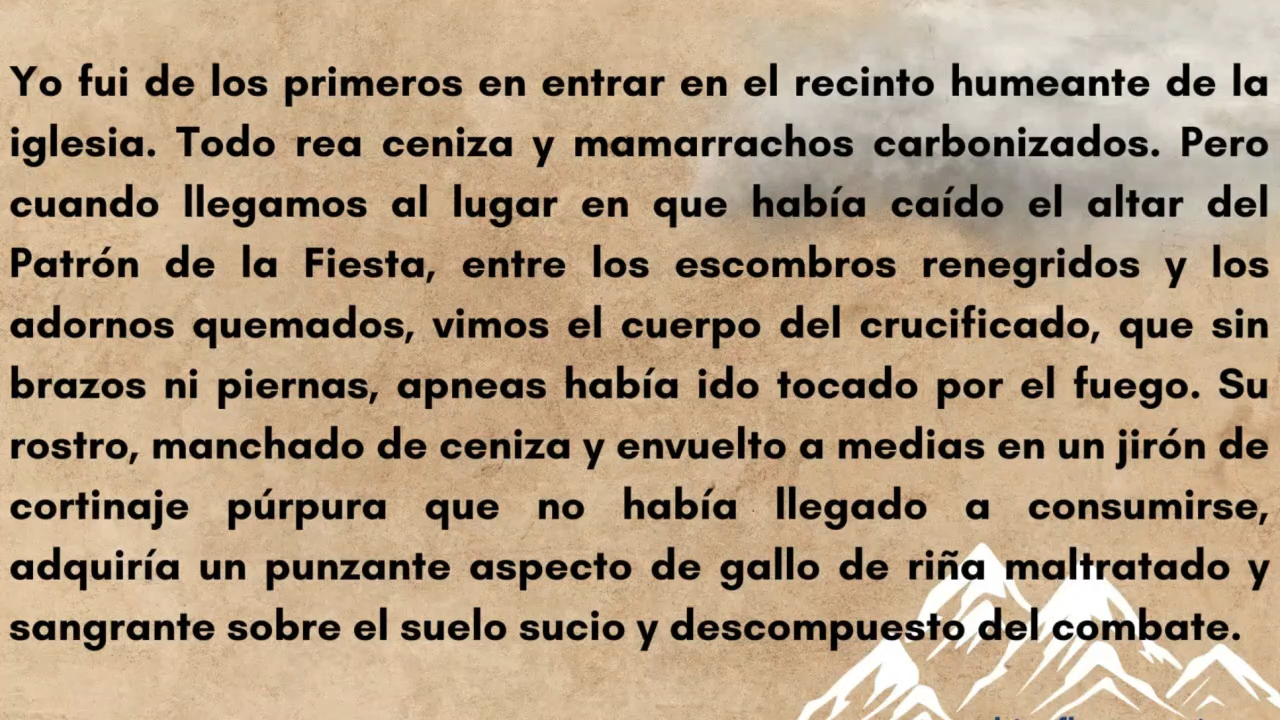 Yo fui de los primeros en entrar en el recinto humeante de la
iglesia. Todo rea ceniza y mamarrachos carbonizados. Pero
cuando llegamos al lugar en que había caído el altar del
Patrón de la Fiesta, entre los escombros renegridos y los
adornos quemados, vimos el cuerpo del crucificado, que sin
brazos ni piernas, apneas había ido tocado por el fuego. Su
rostro, manchado de ceniza y envuelto a medias en un jirón de
cortinaje púrpura que no había llegado a consumirse,
adquiría un punzante aspecto de gallo de riña maltratado y
sangrante sobre el suelo sucio y descompuesto del combate.